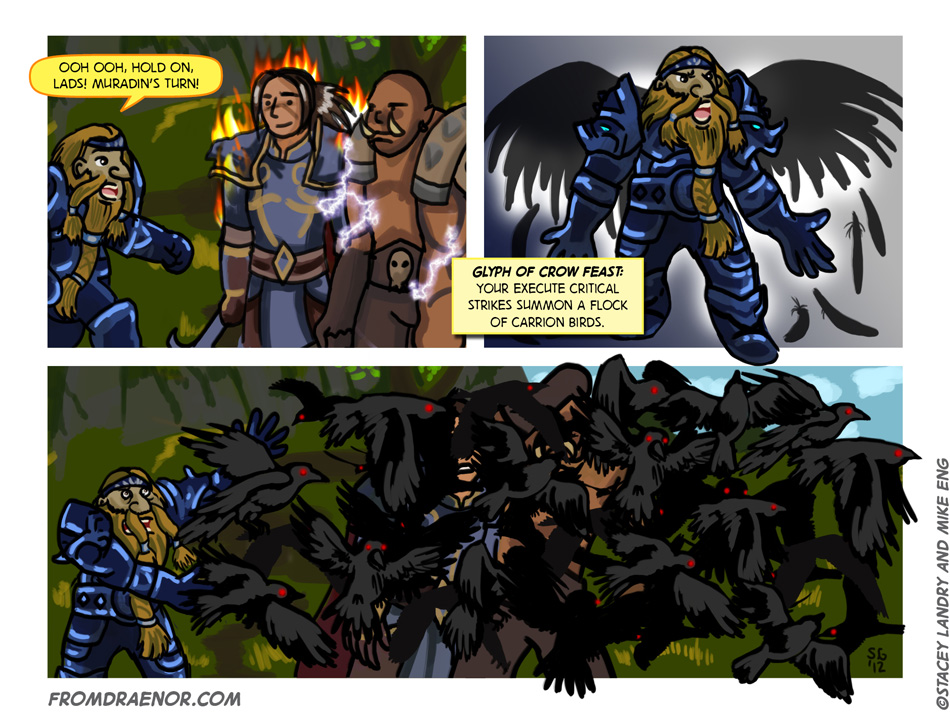 OOH OOH, HOLD ON,
LADS! MURADIN'S TURN!
GLYPH OF CROW FEAST:
YOUR EXECUTE CRITICAL
STRIKES SUMMON A FLOCK
OF CARRION BIRDS.
SG
'12
FROMDRAENOR.COM
©STACEY LANDRY AND MIKE ENG